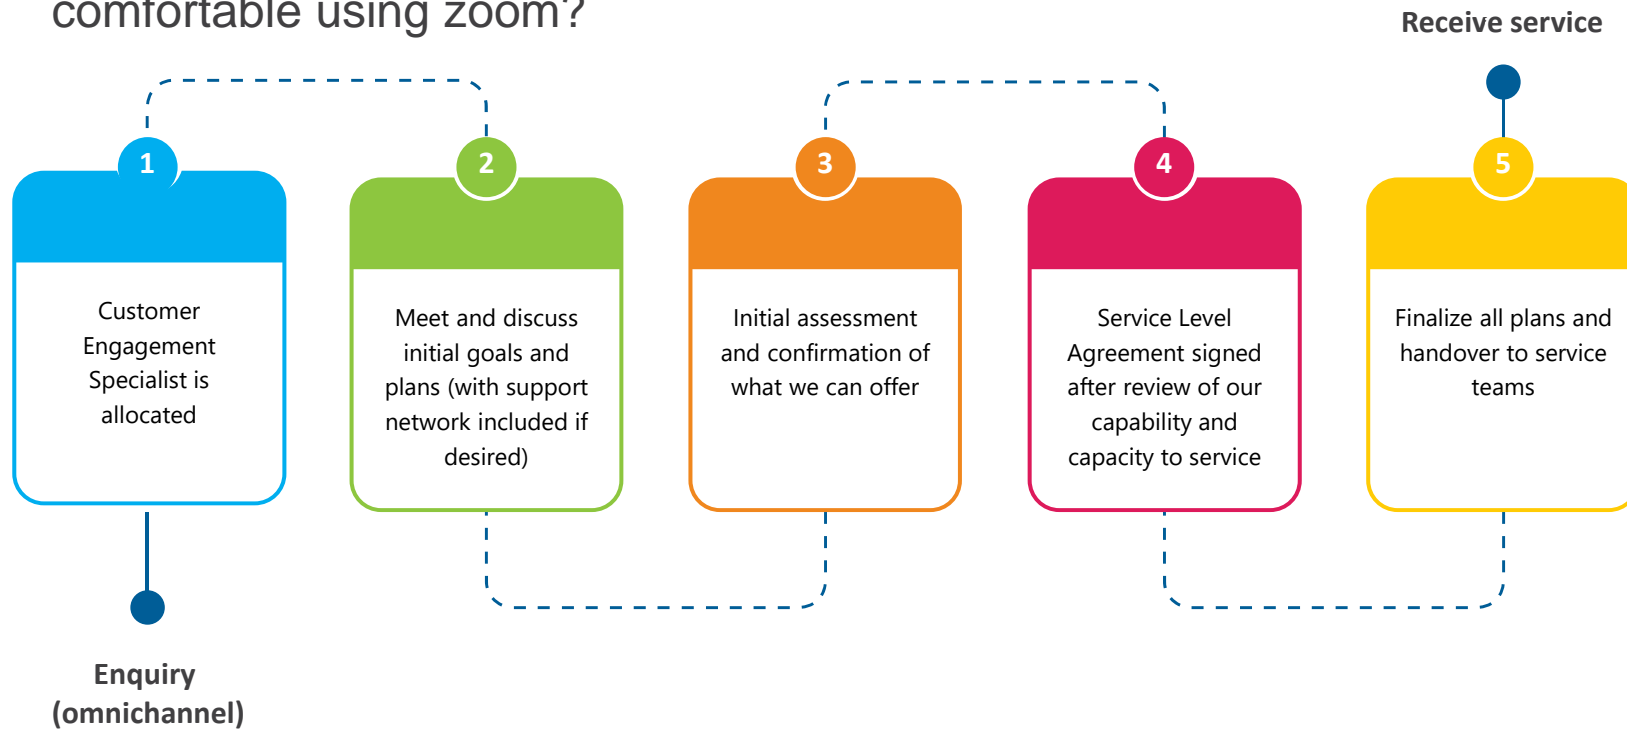 comfortable using zoom?
Receive service
1
2
3
4
5
Customer
Engagement
Specialist is
allocated
Meet and discuss
initial goals and
plans (with support
network included if
desired)
Initial assessment
and confirmation of
what we can offer
Service Level
Agreement signed
after review of our
capability and
capacity to service
Finalize all plans and
handover to service
teams
Enquiry
(omnichannel)